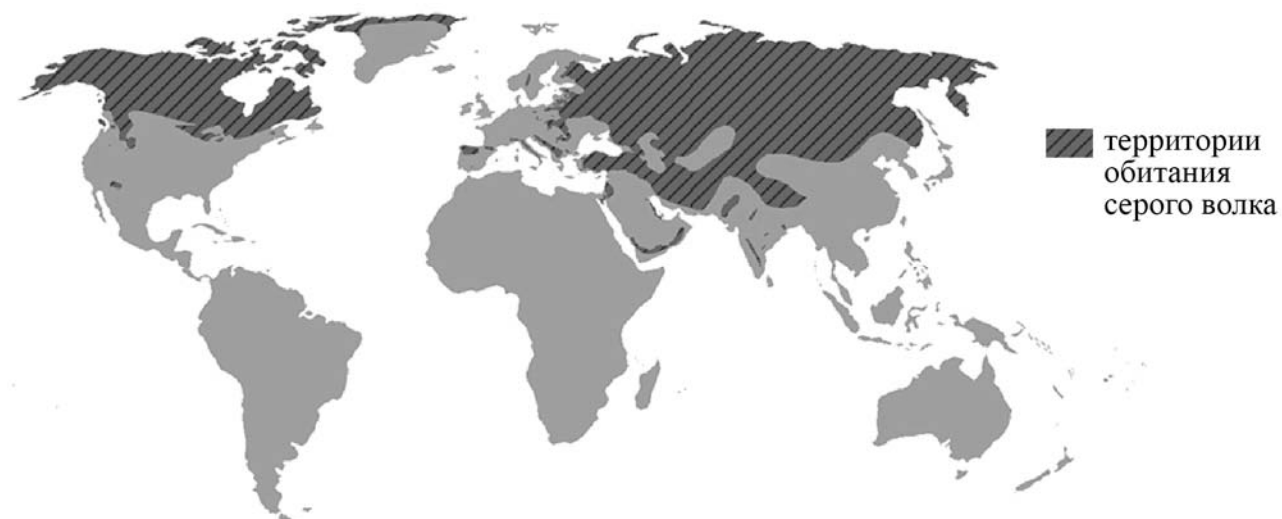 территории
обитания
серого волка